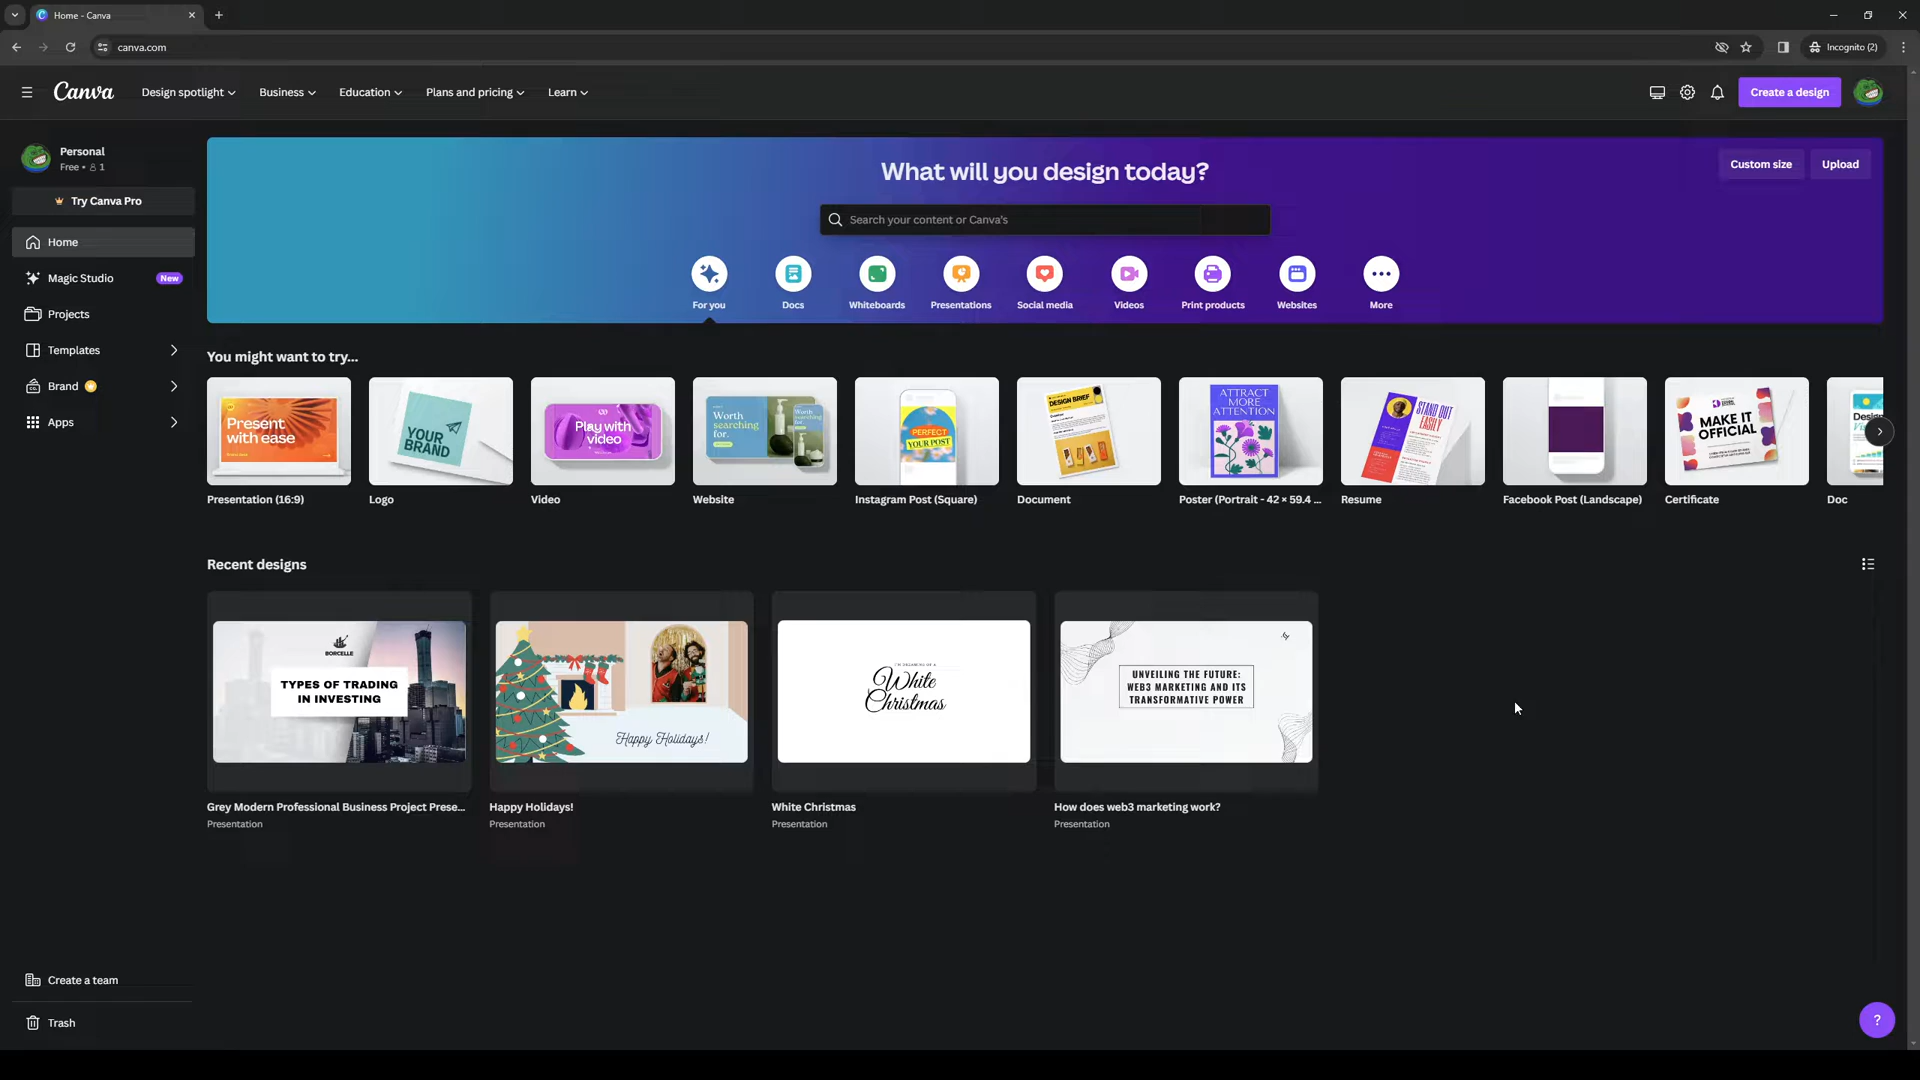 Home - Canva
canva.com
Incognito (2)
Canva
Design spotlight
Business
Education
Plans and pricing
Learn
Create a design
Personal
Free • 1
Try Canva Pro
Home
Magic Studio
New
Projects
Templates
Brand
Apps
Create a team
Trash
What will you design today?
Custom size
Upload
Search your content or Canva's
For you
Docs
Whiteboards
Presentations
Social media
Videos
Print products
Websites
More
You might want to try...
Present
with ease
YOUR
BRAND
Play with
video
Worth
searching
for.
PERFECT
YOUR POST
DESIGN BRIEF
ATTRACT
MORE
ATTENTION
STAND OUT
EASILY
MAKE IT
OFFICIAL
Presentation (16:9)
Logo
Video
Website
Instagram Post (Square)
Document
Poster (Portrait - 42 × 59.4 ...
Resume
Facebook Post (Landscape)
Certificate
Doc
Recent designs
BORCELLE
TYPES OF TRADING
IN INVESTING
Happy Holidays!
I'M DREAMING OF A
White
Christmas
UNVEILING THE FUTURE:
WEB3 MARKETING AND ITS
TRANSFORMATIVE POWER
Grey Modern Professional Business Project Prese...
Presentation
Happy Holidays!
Presentation
White Christmas
Presentation
How does web3 marketing work?
Presentation
?